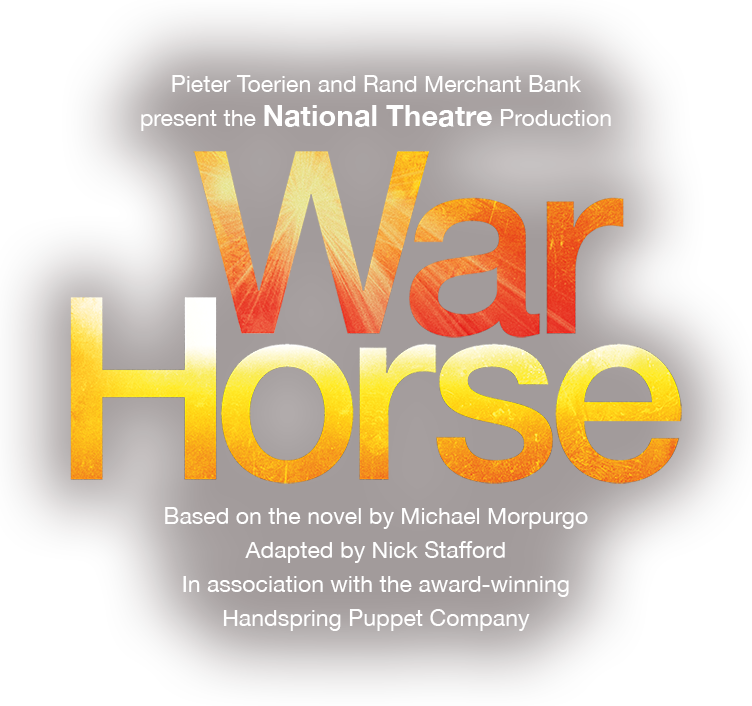 Pieter Toerien and Rand Merchant Bank
present the National Theatre Production
War
Horse
Based on the novel by Michael Morpurgo
Adapted by Nick Stafford
In association with the award-winning
Handspring Puppet Company